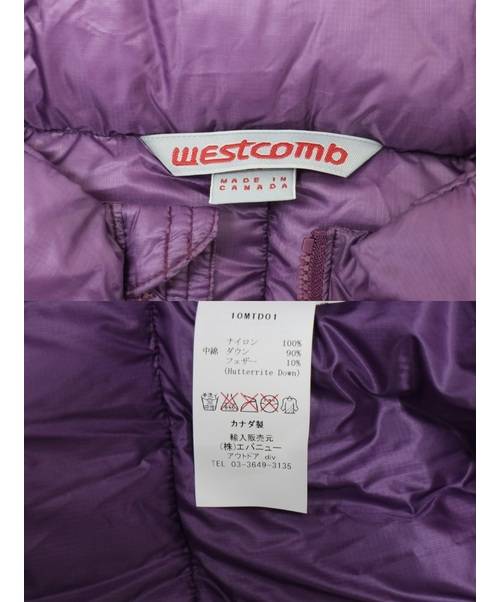 westcomb
MADE IN
CANADA
10MTD01
ナイロン 100%
中綿 ダウン 90%
フェザー 10%
(Hutterrite Down)
カナダ製
輸入販売元
(株)エバニュー
アウトドア div
TEL 03-3649-3135